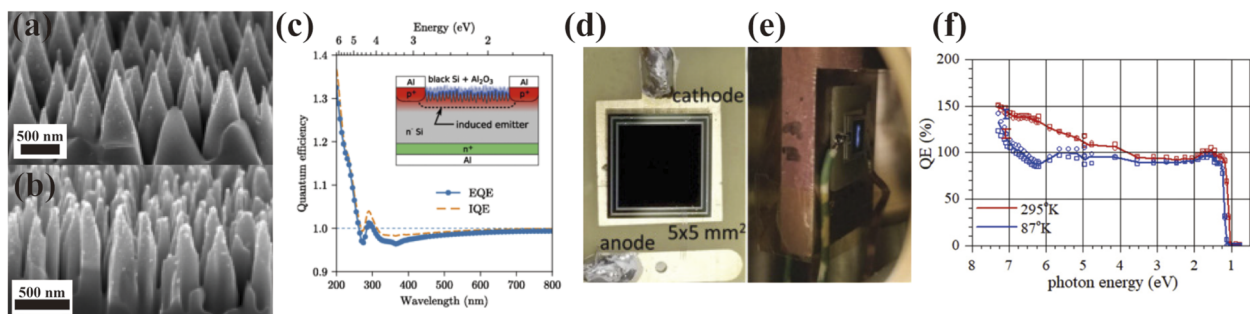 (a)
500 nm
(b)
500 nm
(c)
Energy (eV)
6 5 4 3 2
Quantum efficiency
1.4
1.3
1.2
1.1
1.0
0.9
Al
black Si + Al₂O₃
Al
p⁺
p⁺
induced emitter
n⁻ Si
n⁺
Al
EQE
IQE
200 300 400 500 600 700 800
Wavelength (nm)
(d)
cathode
5x5 mm²
anode
(e)
(f)
QE (%)
200
150
100
50
0
295°K
87°K
8 7 6 5 4 3 2 1
photon energy (eV)